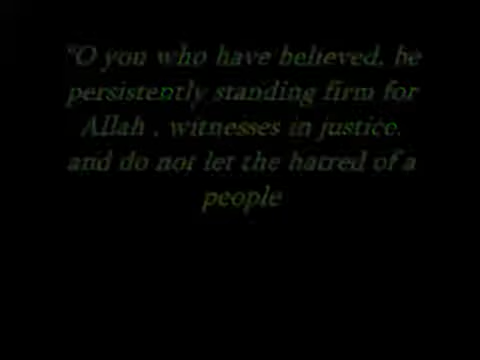 "O you who have believed, be
persistently standing firm for
Allah , witnesses in justice,
and do not let the hatred of a
people